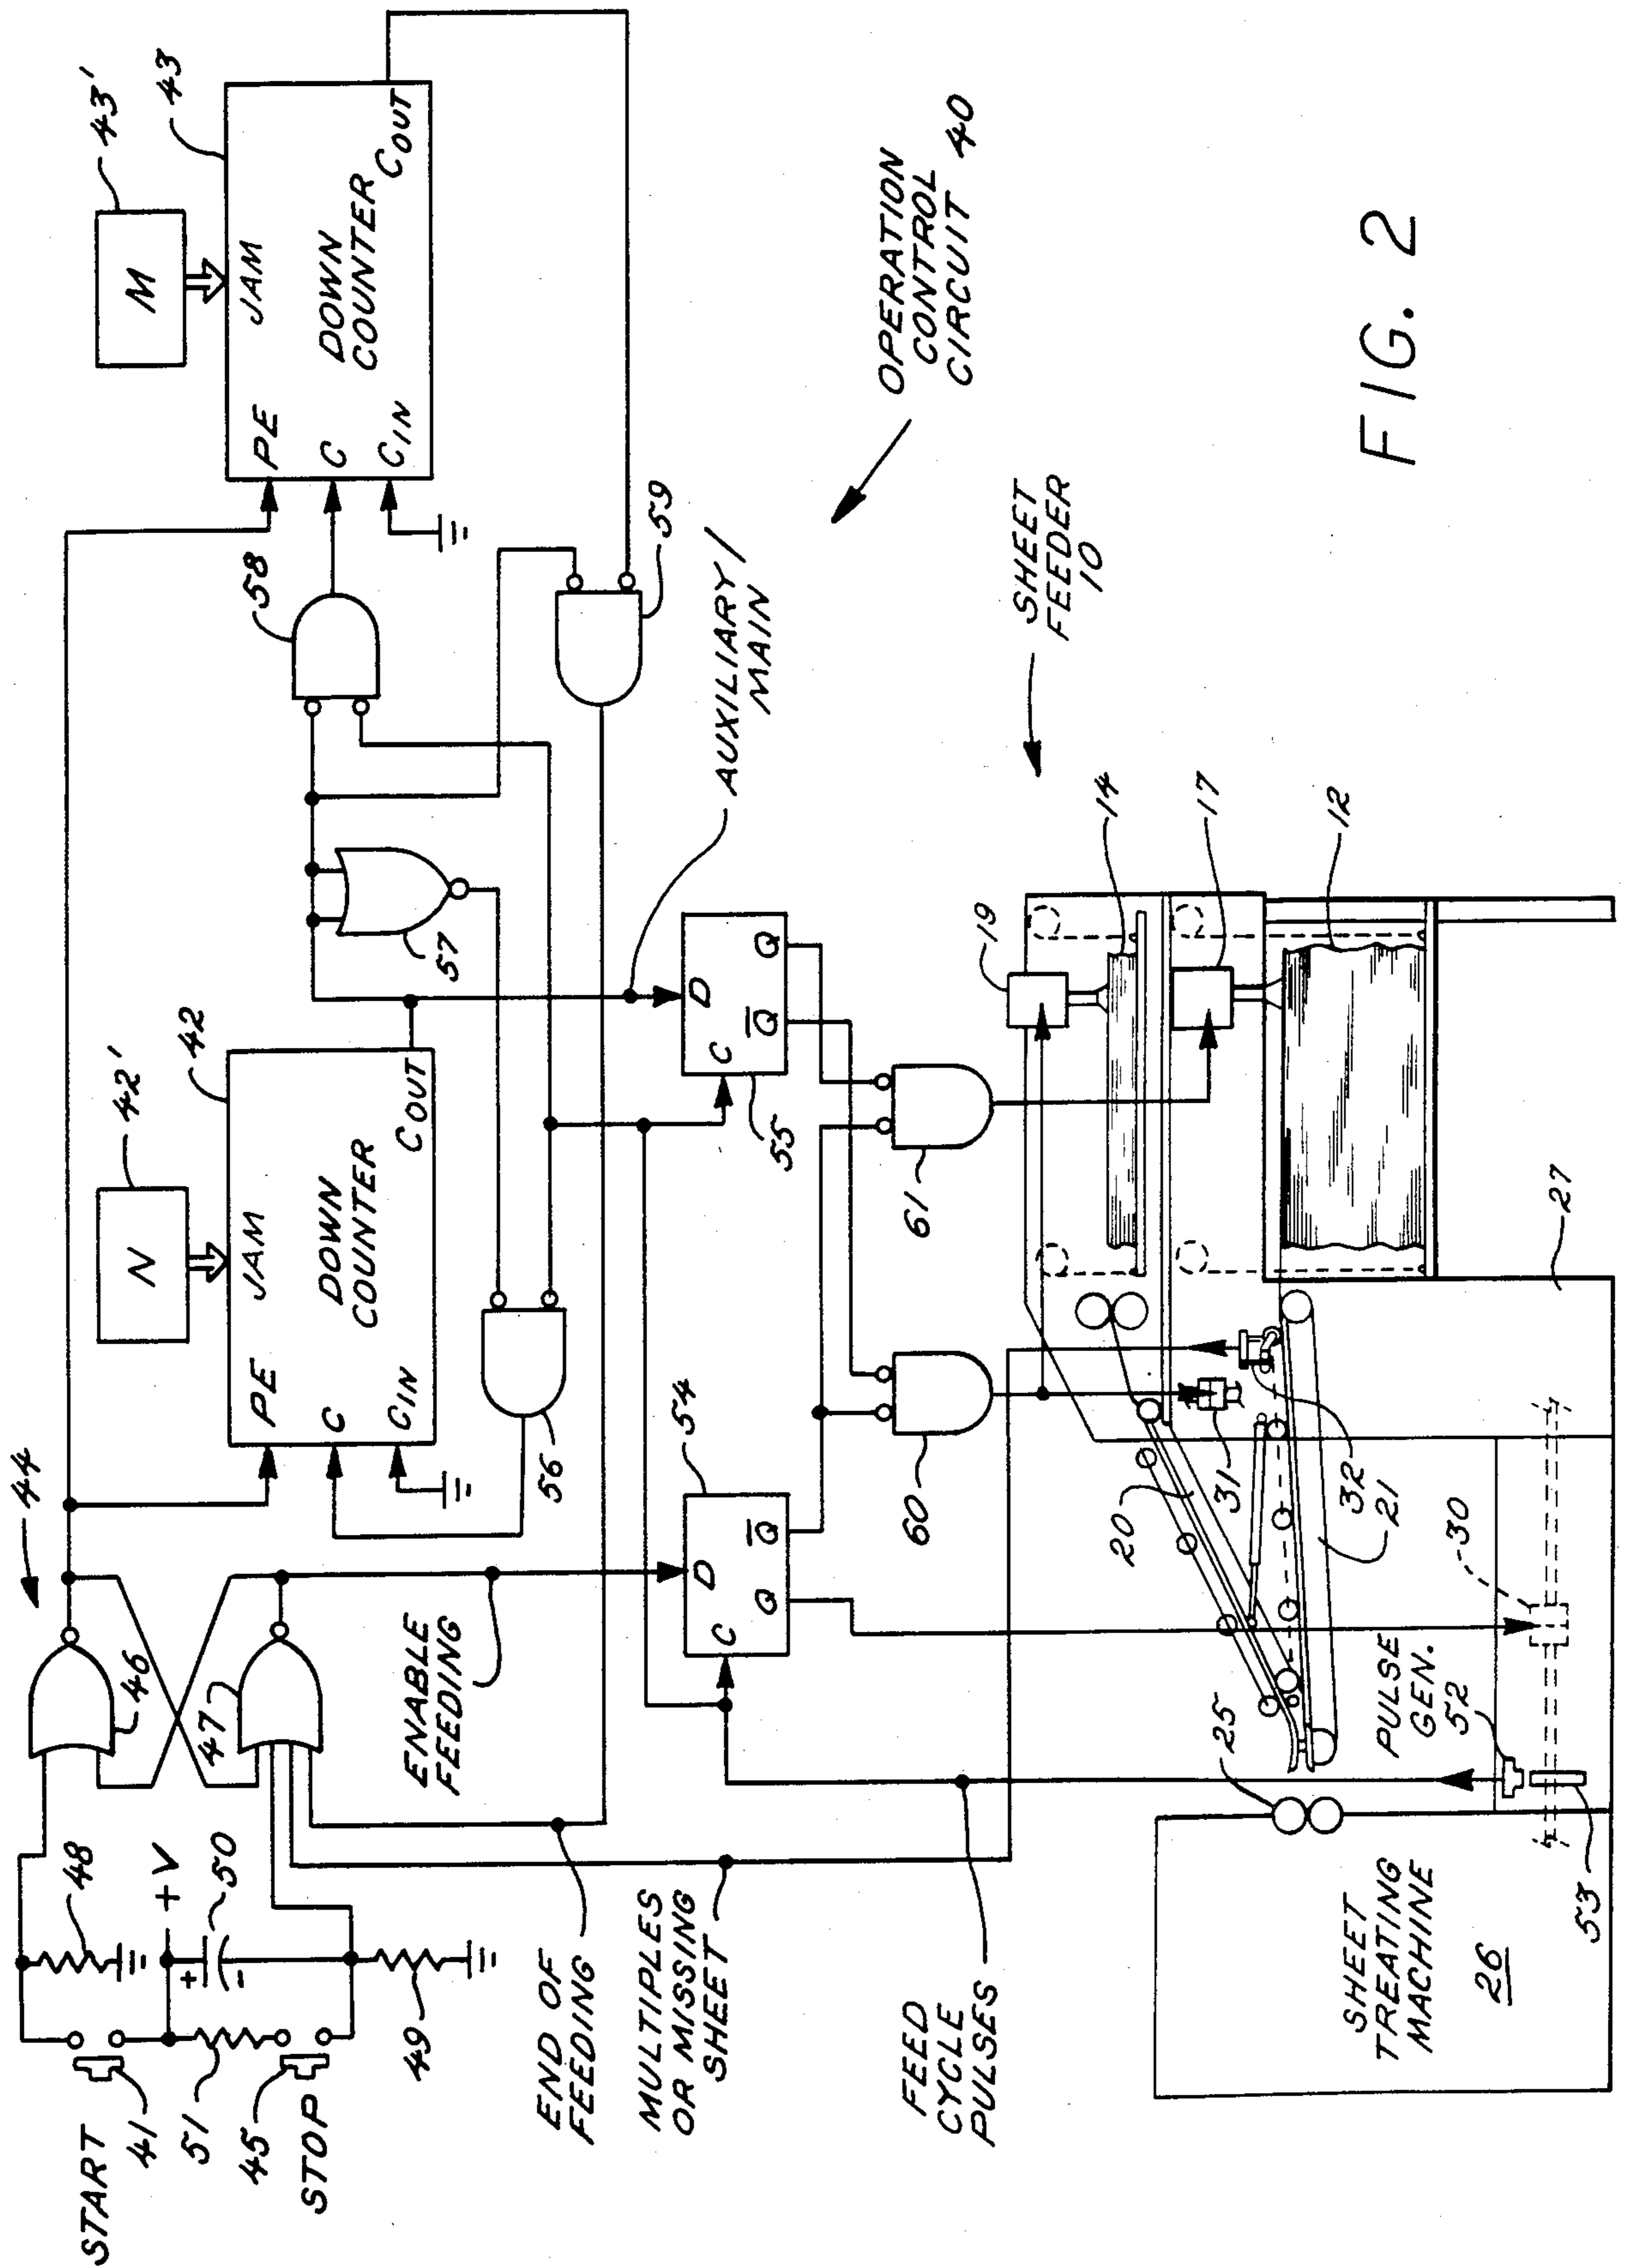 START
41
51
45
STOP
48
+V
50
+
-
49
44
46
47
42'
N
42
JAM
PE
C
CIN
DOWN
COUNTER
COUT
43'
M
43
JAM
PE
C
CIN
DOWN
COUNTER
COUT
56
57
58
59
ENABLE
FEEDING
END OF
FEEDING
MULTIPLES
OR MISSING
SHEET
FEED
CYCLE
PULSES
AUXILIARY /
MAIN
54
D
C
Q
Q̅
55
D
C
Q̅
Q
60
61
OPERATION
CONTROL
CIRCUIT 40
SHEET
FEEDER
10
19
14
17
12
20
31
32
21
30
27
25
PULSE
GEN.
52
53
SHEET
TREATING
MACHINE
26
FIG. 2